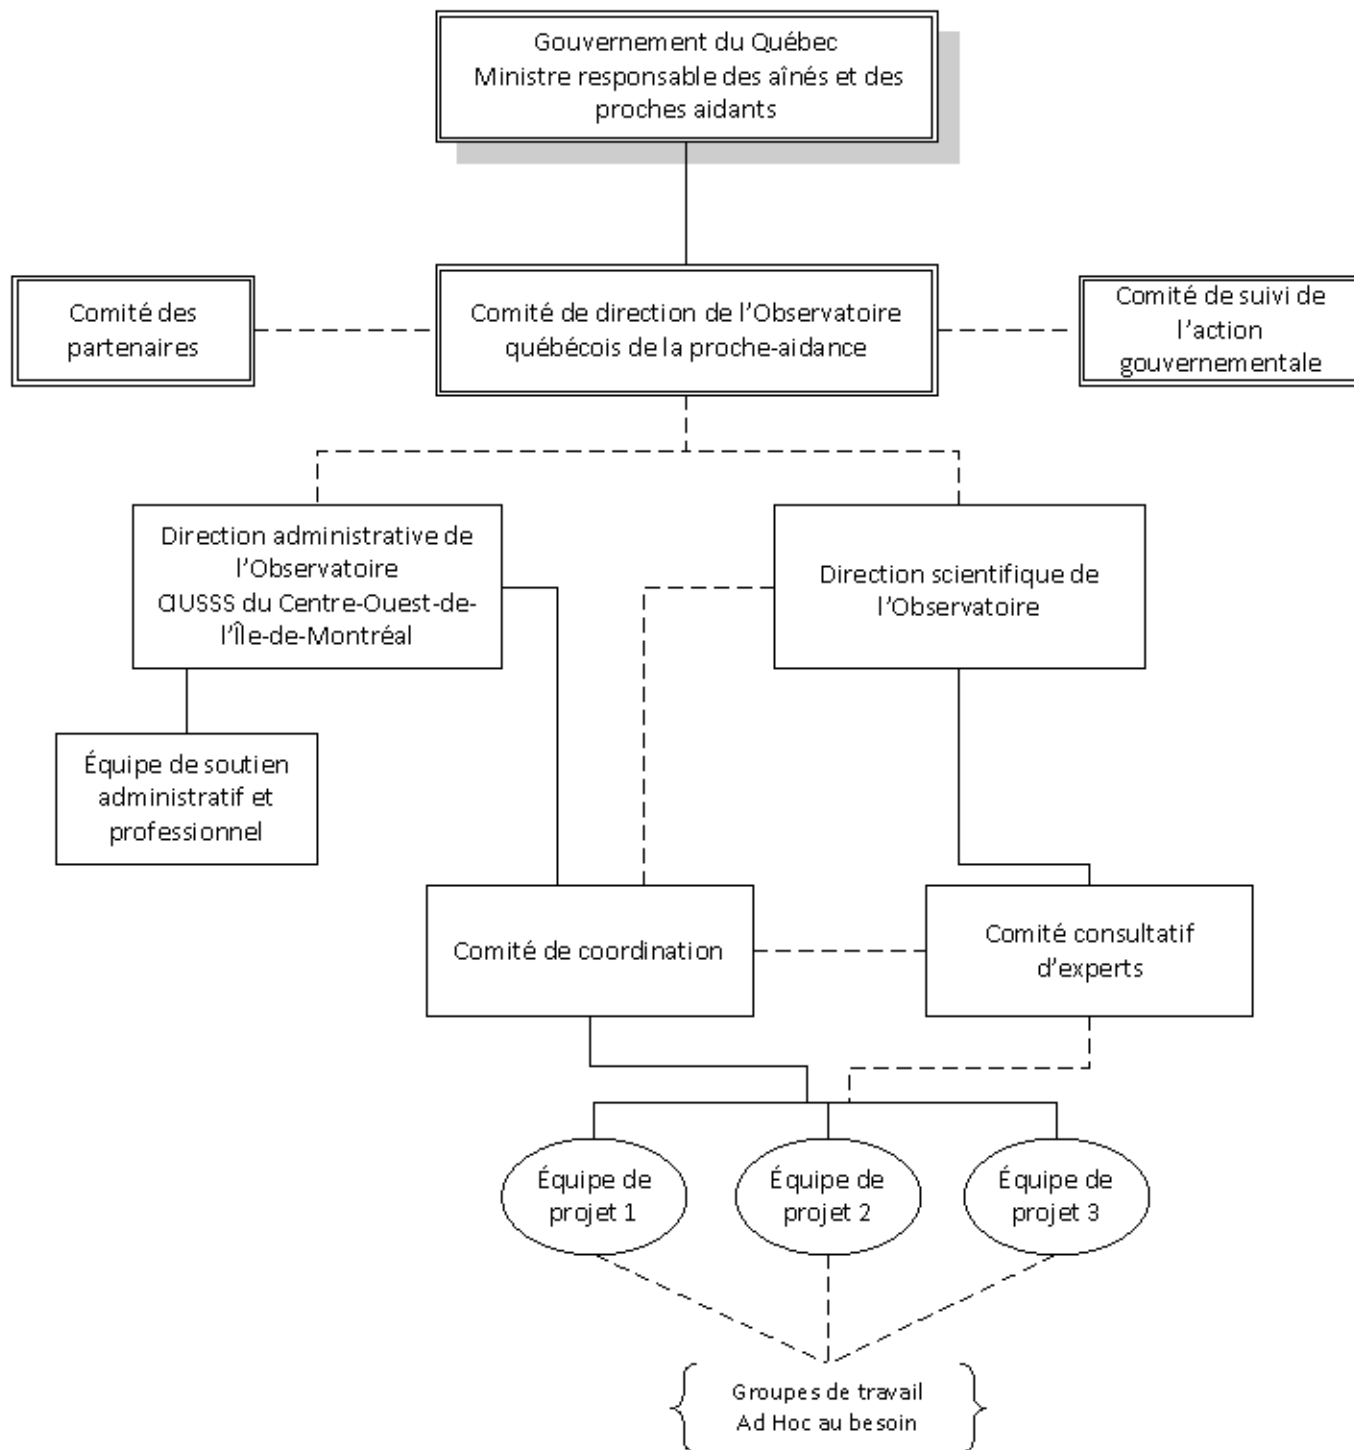 Gouvernement du Québec
Ministre responsable des aînés et des
proches aidants
Comité des
partenaires
Comité de direction de l'Observatoire
québécois de la proche-aidance
Comité de suivi de
l'action
gouvernementale
Direction administrative de
l'Observatoire
CIUSSS du Centre-Ouest-de-
l'Île-de-Montréal
Direction scientifique de
l'Observatoire
Équipe de soutien
administratif et
professionnel
Comité de coordination
Comité consultatif
d'experts
Équipe de
projet 1
Équipe de
projet 2
Équipe de
projet 3
Groupes de travail
Ad Hoc au besoin